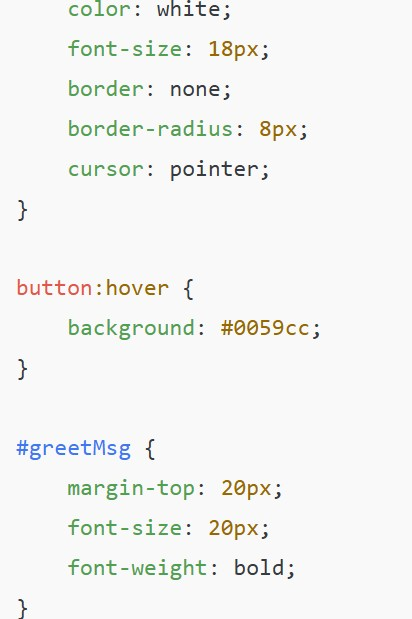 color: white;
    font-size: 18px;
    border: none;
    border-radius: 8px;
    cursor: pointer;
}

button:hover {
    background: #0059cc;
}

#greetMsg {
    margin-top: 20px;
    font-size: 20px;
    font-weight: bold;
}